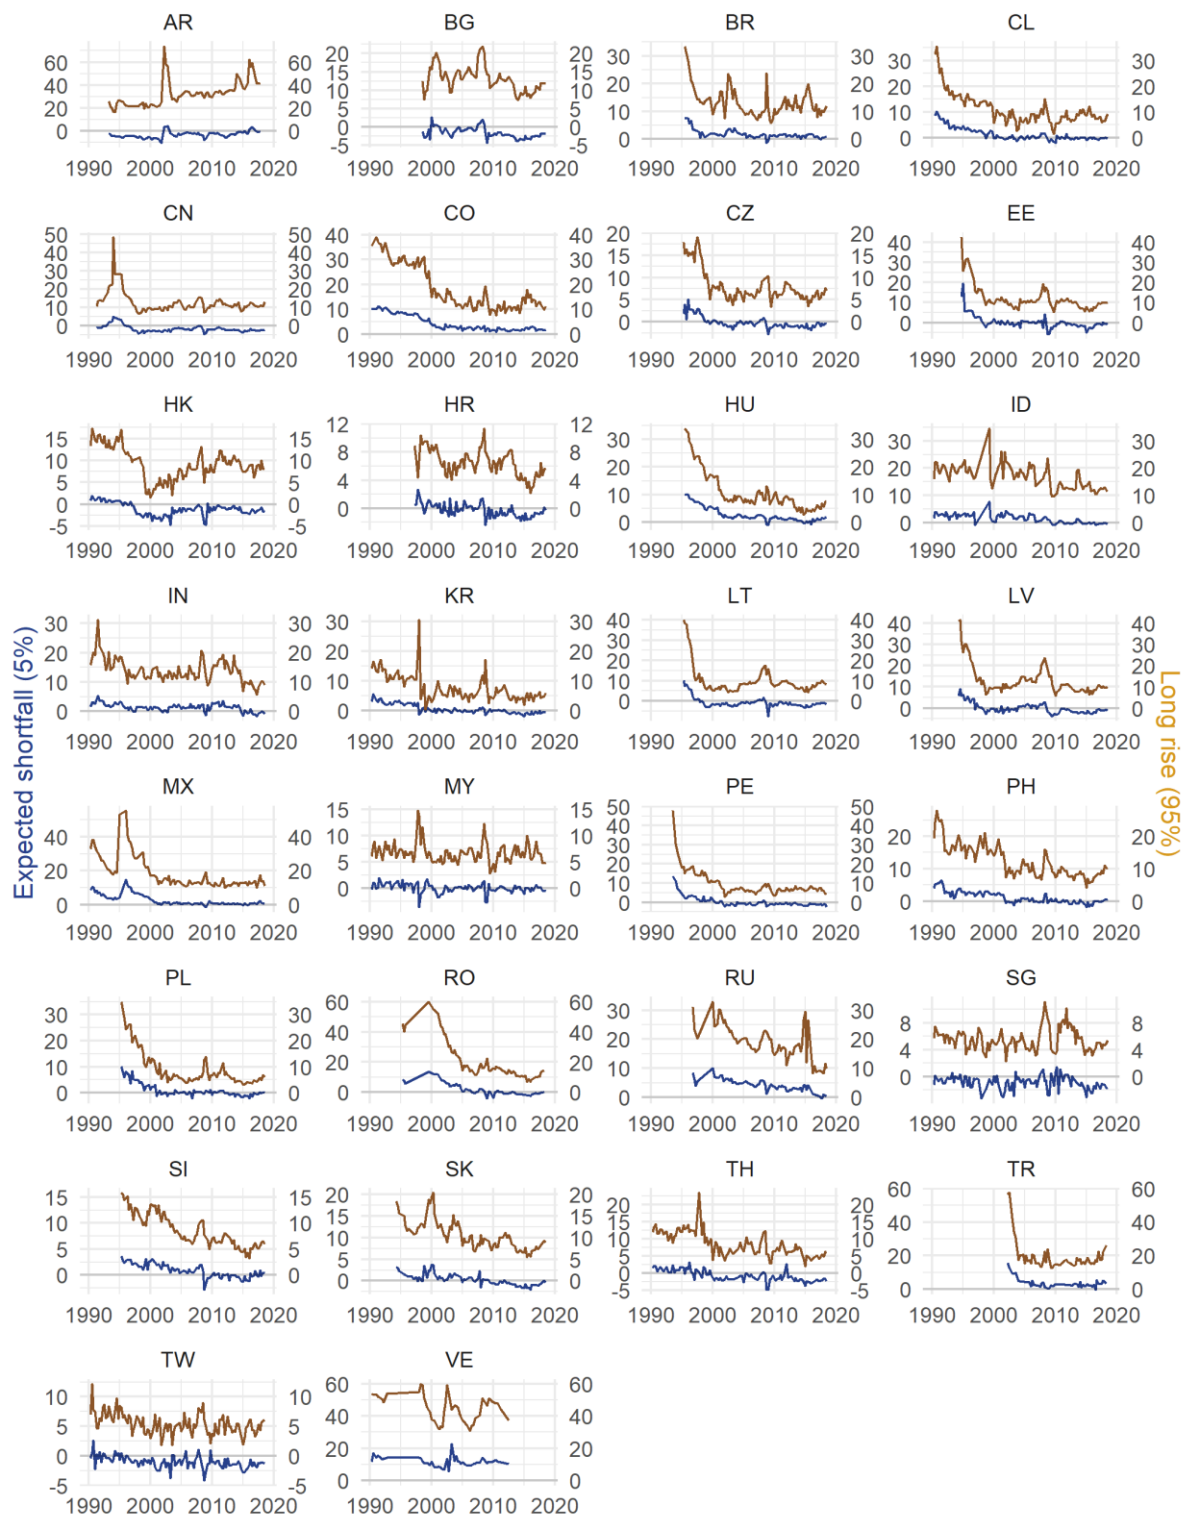 AR BG BR CL
60 60 20 20 30 30 30 30
40 40 15 15 20 20 20 20
20 20 10 10 10 10 10 10
0 0 5 5 0 0 0 0
0 0
-5 -5
1990 2000 2010 2020 1990 2000 2010 2020 1990 2000 2010 2020 1990 2000 2010 2020
CN CO CZ EE
50 50 40 40 20 20 40 40
40 40 30 30 15 15 30 30
30 30 20 20 10 10 20 20
20 20 10 10 5 5 10 10
10 10 0 0 0 0 0 0
0 0
1990 2000 2010 2020 1990 2000 2010 2020 1990 2000 2010 2020 1990 2000 2010 2020
HK HR HU ID
15 15 12 12 30 30 30 30
10 10 8 8 20 20 20 20
5 5 4 4 10 10 10 10
0 0 0 0 0 0 0 0
-5 -5
1990 2000 2010 2020 1990 2000 2010 2020 1990 2000 2010 2020 1990 2000 2010 2020
IN KR LT LV
30 30 30 30 40 40 40 40
20 20 20 20 30 30 30 30
10 10 10 10 20 20 20 20
0 0 0 0 10 10 10 10
0 0 0 0
1990 2000 2010 2020 1990 2000 2010 2020 1990 2000 2010 2020 1990 2000 2010 2020
Expected shortfall (5%)
Long rise (95%)
MX MY PE PH
40 40 15 15 50 50 20 20
20 20 10 10 40 40 10 10
0 0 5 5 30 30 0 0
0 0 20 20
10 10
0 0
1990 2000 2010 2020 1990 2000 2010 2020 1990 2000 2010 2020 1990 2000 2010 2020
PL RO RU SG
30 30 60 60 30 30 8 8
20 20 40 40 20 20 4 4
10 10 20 20 10 10 0 0
0 0 0 0 0 0
1990 2000 2010 2020 1990 2000 2010 2020 1990 2000 2010 2020 1990 2000 2010 2020
SI SK TH TR
15 15 20 20 20 20 60 60
10 10 15 15 15 15 40 40
5 5 10 10 10 10 20 20
0 0 5 5 5 5 0 0
0 0 0 0
-5 -5
1990 2000 2010 2020 1990 2000 2010 2020 1990 2000 2010 2020 1990 2000 2010 2020
TW VE
10 10 60 60
5 5 40 40
0 0 20 20
-5 -5 0 0
1990 2000 2010 2020 1990 2000 2010 2020